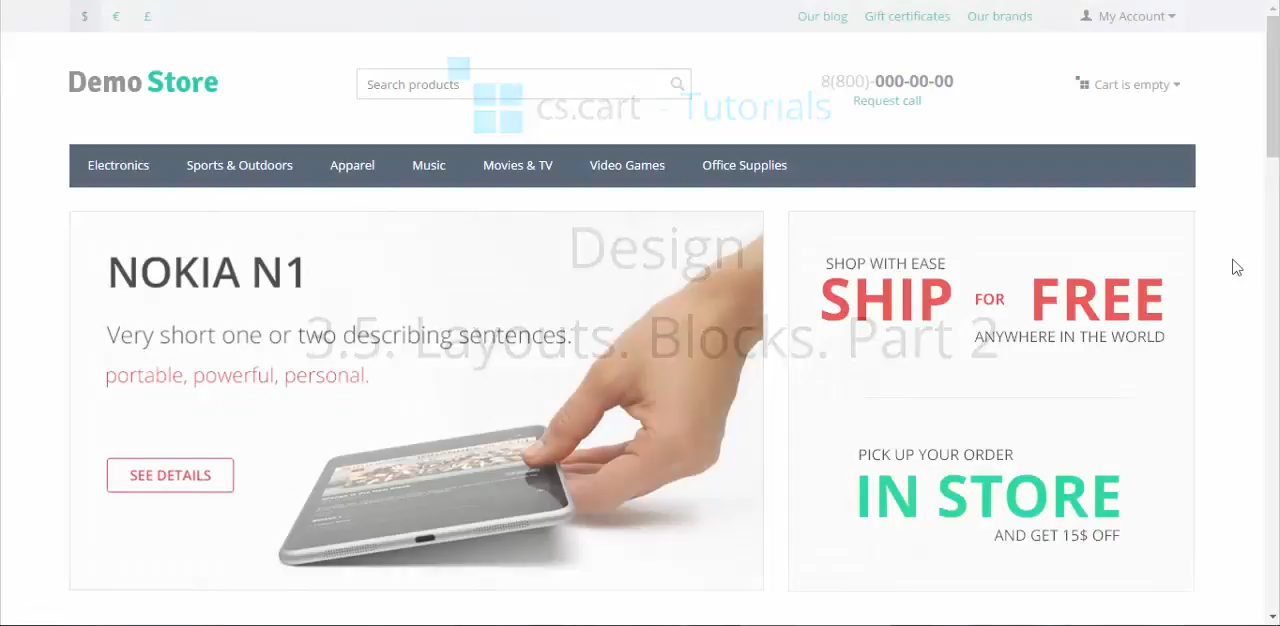 $ € £ Our blog Gift certificates Our brands My Account
Demo Store Search products 8(800)-000-00-00 Cart is empty
Request call
cs.cart - Tutorials
Electronics Sports & Outdoors Apparel Music Movies & TV Video Games Office Supplies
Design
NOKIA N1
Very short one or two describing sentences.
portable, powerful, personal.
SEE DETAILS
3.5. Layouts. Blocks. Part 2
SHOP WITH EASE
SHIP FOR FREE
ANYWHERE IN THE WORLD
PICK UP YOUR ORDER
IN STORE
AND GET 15$ OFF